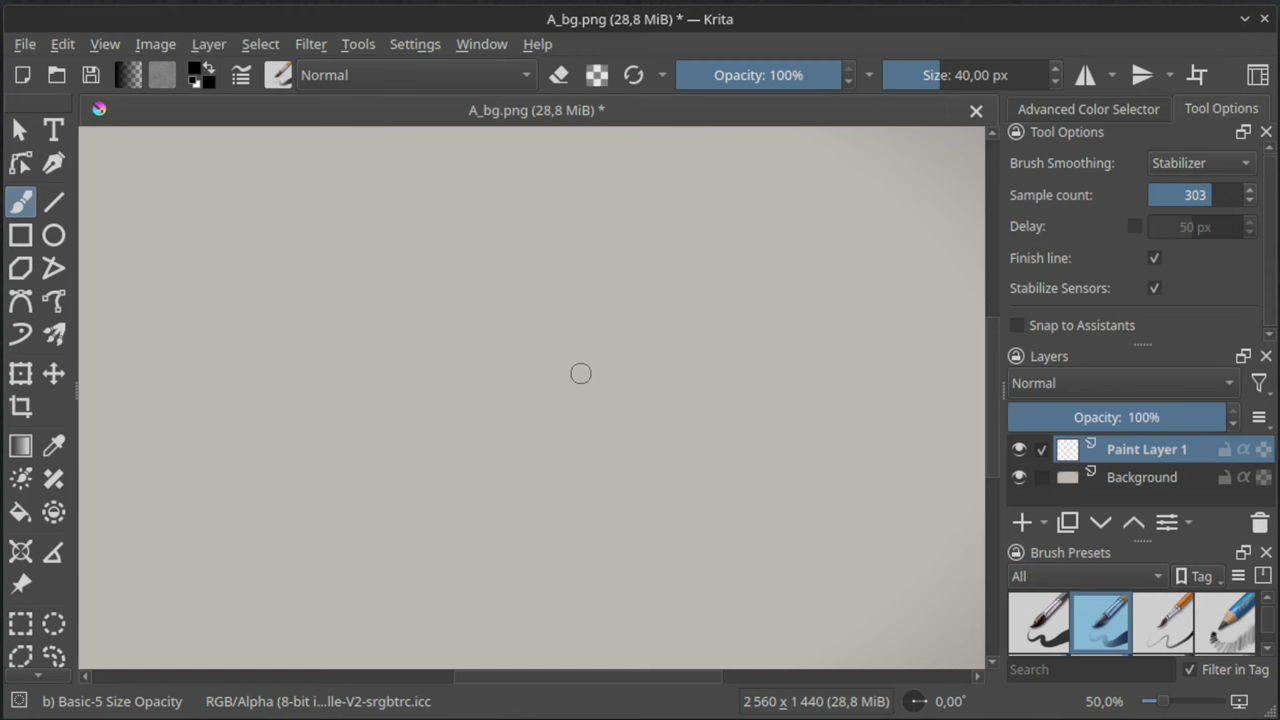 A_bg.png (28,8 MiB) * — Krita
File Edit View Image Layer Select Filter Tools Settings Window Help
Normal
Opacity: 100%
Size: 40,00 px
A_bg.png (28,8 MiB) *
Advanced Color Selector
Tool Options
Tool Options
Brush Smoothing: Stabilizer
Sample count: 303
Delay: 50 px
Finish line:
Stabilize Sensors:
Snap to Assistants
Layers
Normal
Opacity: 100%
Paint Layer 1
Background
Brush Presets
All
Tag
Search
Filter in Tag
b) Basic-5 Size Opacity
RGB/Alpha (8-bit i...lle-V2-srgbtrc.icc
2 560 x 1 440 (28,8 MiB)
0,00°
50,0%